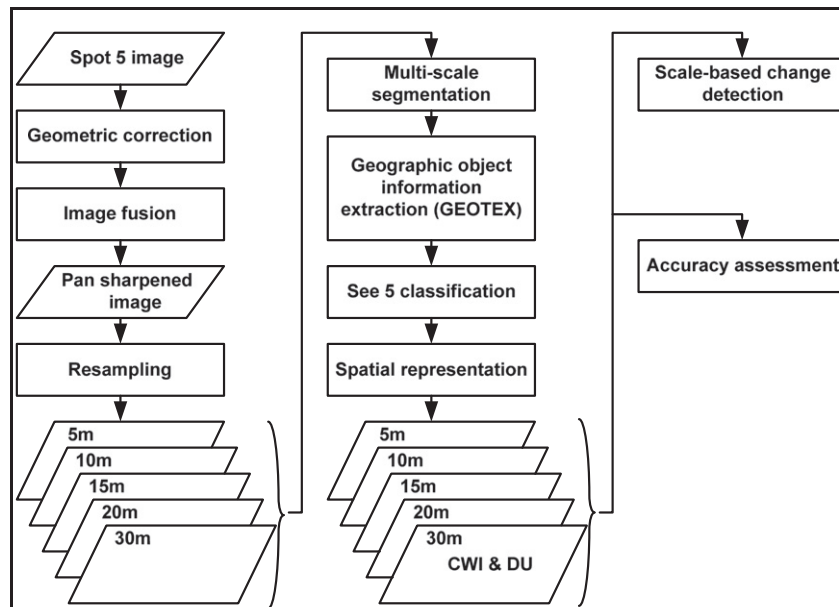 Spot 5 image
Geometric correction
Image fusion
Pan sharpened
image
Resampling
5m
10m
15m
20m
30m
Multi-scale
segmentation
Geographic object
information
extraction (GEOTEX)
See 5 classification
Spatial representation
5m
10m
15m
20m
30m
CWI & DU
Scale-based change
detection
Accuracy assessment